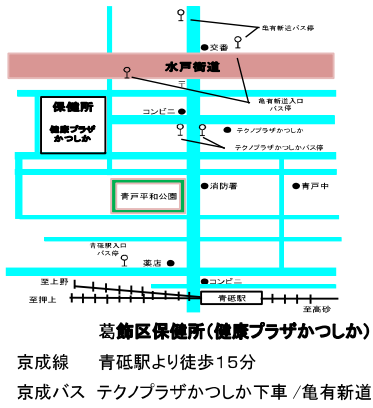 亀有新道バス停
交番
水戸街道
〒
保健所
健康プラザ
かつしか
コンビニ
亀有新道入口
バス停
テクノプラザかつしか
テクノプラザかつしかバス停
青戸平和公園
消防署
青戸中
青砥駅入口
バス停
薬店
至上野
コンビニ
至押上
青砥駅
至高砂
葛飾区保健所(健康プラザかつしか)
京成線 青砥駅より徒歩15分
京成バス テクノプラザかつしか下車 /亀有新道